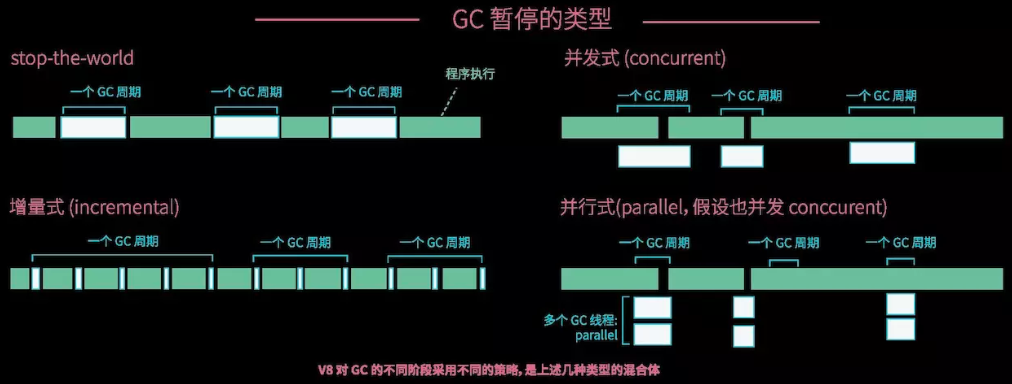 GC 暂停的类型
stop-the-world
程序执行
一个 GC 周期
一个 GC 周期
一个 GC 周期
并发式 (concurrent)
一个 GC 周期
一个 GC 周期
一个 GC 周期
增量式 (incremental)
一个 GC 周期
一个 GC 周期
一个 GC 周期
并行式(parallel, 假设也并发 conccurent)
一个 GC 周期
一个 GC 周期
一个 GC 周期
多个 GC 线程:
parallel
V8 对 GC 的不同阶段采用不同的策略, 是上述几种类型的混合体